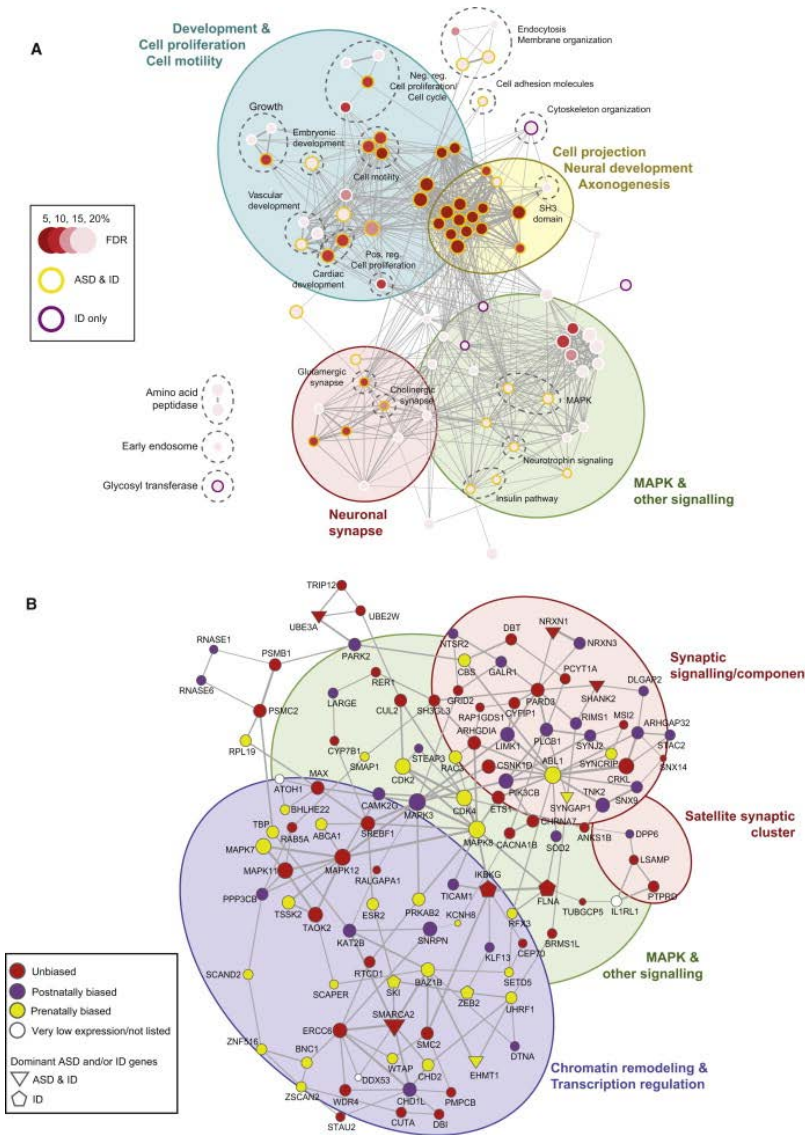 A
Development &
Cell proliferation
Cell motility
Endocytosis
Membrane organization
Neg. reg.
Cell proliferation/
Cell cycle
Cell adhesion molecules
Cytoskeleton organization
Growth
Embryonic
development
Cell motility
Cell projection
Neural development
Axonogenesis
Vascular
development
SH3
domain
5, 10, 15, 20%
FDR
ASD & ID
ID only
Pos. reg.
Cell proliferation
Cardiac
development
Glutamergic
synapse
Cholinergic
synapse
MAPK
Amino acid
peptidase
Early endosome
Neurotrophin signaling
Glycosyl transferase
Insulin pathway
MAPK &
other signalling
Neuronal
synapse
B
TRIP12
UBE2W
UBE3A
NRXN1
DBT
RNASE1
NTSR2
NRXN3
PSMB1
PARK2
Synaptic
signalling/component
CBS
GALR1
PCYT1A
RNASE6
RER1
DLGAP2
LARGE
SHANK2
GRID2
PARD3
PSMC2
CUL2
SH3GL3
RAP1GDS1
CYFIP1
RIMS1
MSI2
ARHGAP32
ARHGDIA
RPL19
CYP7B1
STEAP3
LIMK1
PLCB1
SYNJ2
STAC2
SMAP1
RAC3
CSNK1D
ABL1
SYNCRIP
SNX14
ATOH1
MAX
CDK2
CRKL
PIK3CB
TNK2
BHLHE22
CAMK2G
CDK4
ETS1
SYNGAP1
SNX9
MARK3
TBP
CHRNA7
Satellite synaptic
cluster
RAB5A
ABCA1
SREBF1
MAPK7
MAPK8
CACNA1B
SOD2
ANKS1B
DPP6
MAPK11
MAPK12
RALGAPA1
IKBKG
LSAMP
PPP3CB
TICAM1
FLNA
PTPRD
TSSK2
ESR2
PRKAB2
KCNH8
TUBGCP5
IL1RL1
TAOK2
RFX3
KAT2B
SNRPN
BRMS1L
MAPK &
other signalling
KLF13
CEP70
RTCD1
SCAND2
SCAPER
SKI
BAZ1B
SETD5
ZEB2
UHRF1
SMARCA2
ERCC6
SMC2
ZNF516
BNC1
DTNA
Chromatin remodeling &
Transcription regulation
WTAP
DDX53
CHD2
EHMT1
ZSCAN2
WDR4
CHD1L
PMPCB
STAU2
CUTA
DBI
Unbiased
Postnatally biased
Prenatally biased
Very low expression/not listed
Dominant ASD and/or ID genes
ASD & ID
ID